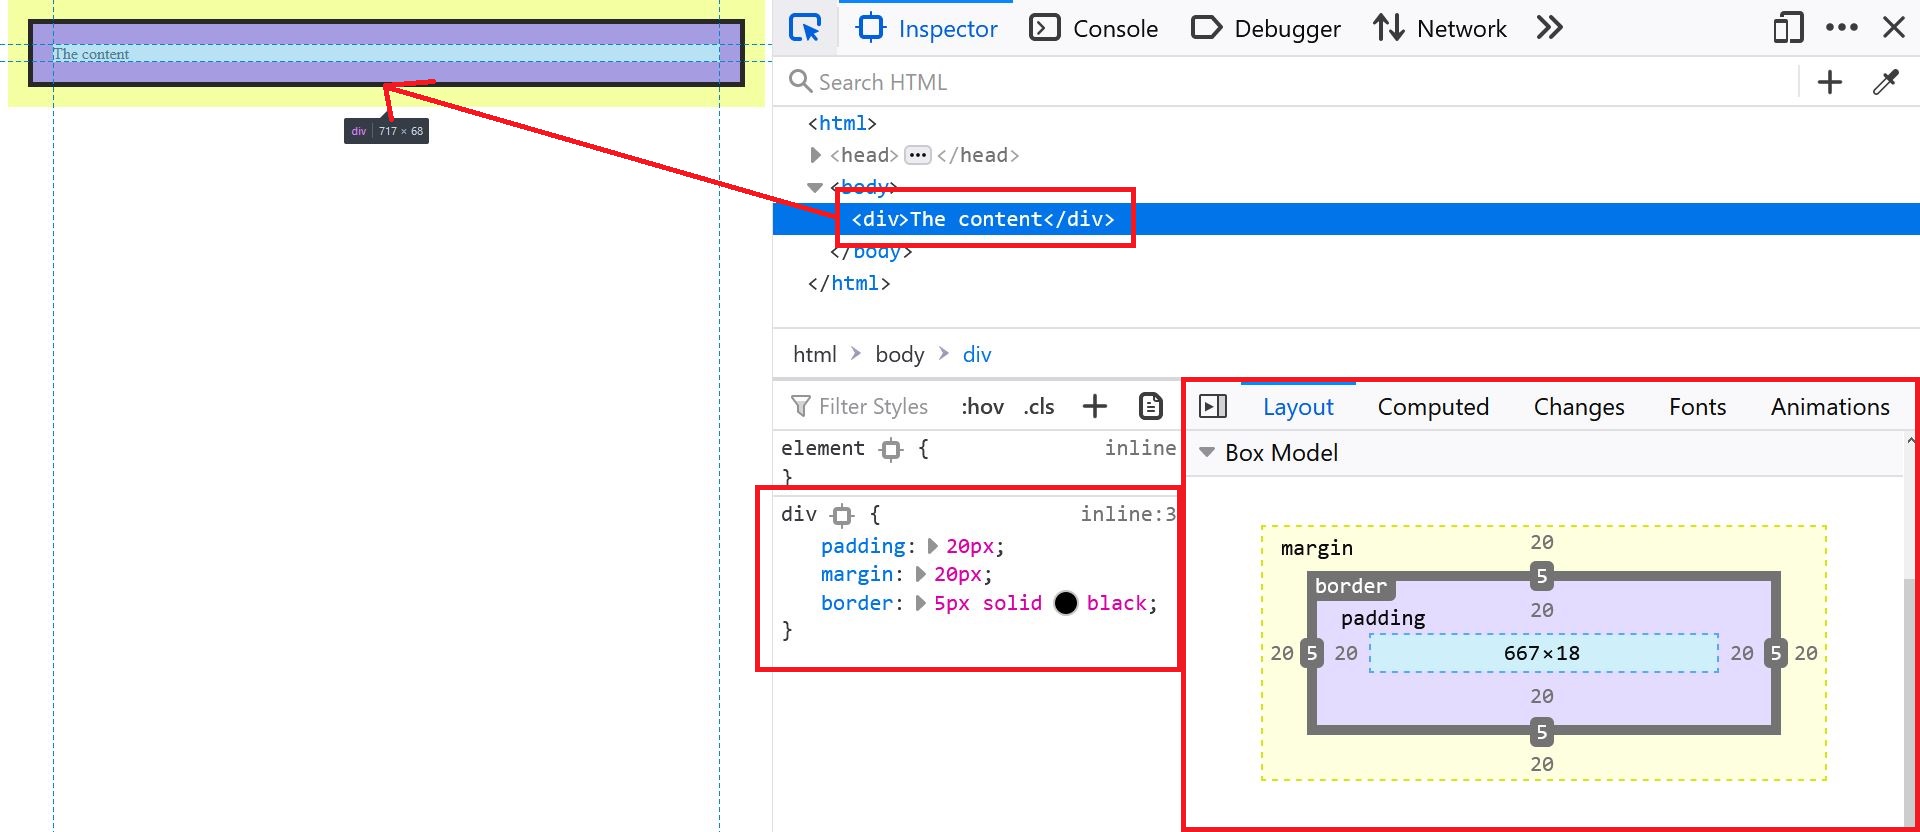 The content
div 717 × 68
Inspector Console Debugger Network
Search HTML
<html>
<head> ••• </head>
<body>
<div>The content</div>
</body>
</html>
html body div
Filter Styles :hov .cls
element { inline
}
div { inline:3
padding: 20px;
margin: 20px;
border: 5px solid black;
}
Layout Computed Changes Fonts Animations
Box Model
margin 20
border 5
padding 20
20 5 20 667×18 20 5 20
20
5
20